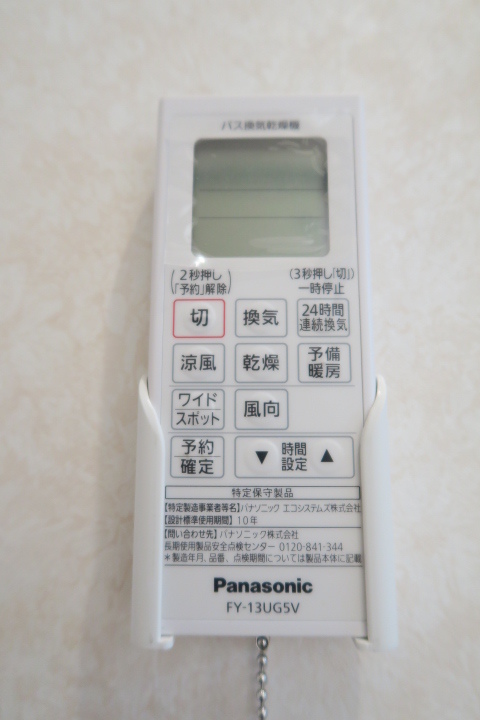 バス換気乾燥機
(2秒押し「予約」解除)
(3秒押し「切」)一時停止
切
換気
24時間
連続換気
涼風
乾燥
予備
暖房
ワイド
スポット
風向
予約
確定
▼ 時間設定 ▲
特定保守製品
【特定製造事業者等名】パナソニック エコシステムズ株式会社
【設計標準使用期間】10年
【問い合わせ先】パナソニック株式会社
長期使用製品安全点検センター 0120-841-344
＊製造年月、品番、点検期間については製品本体に記載
Panasonic
FY-13UG5V